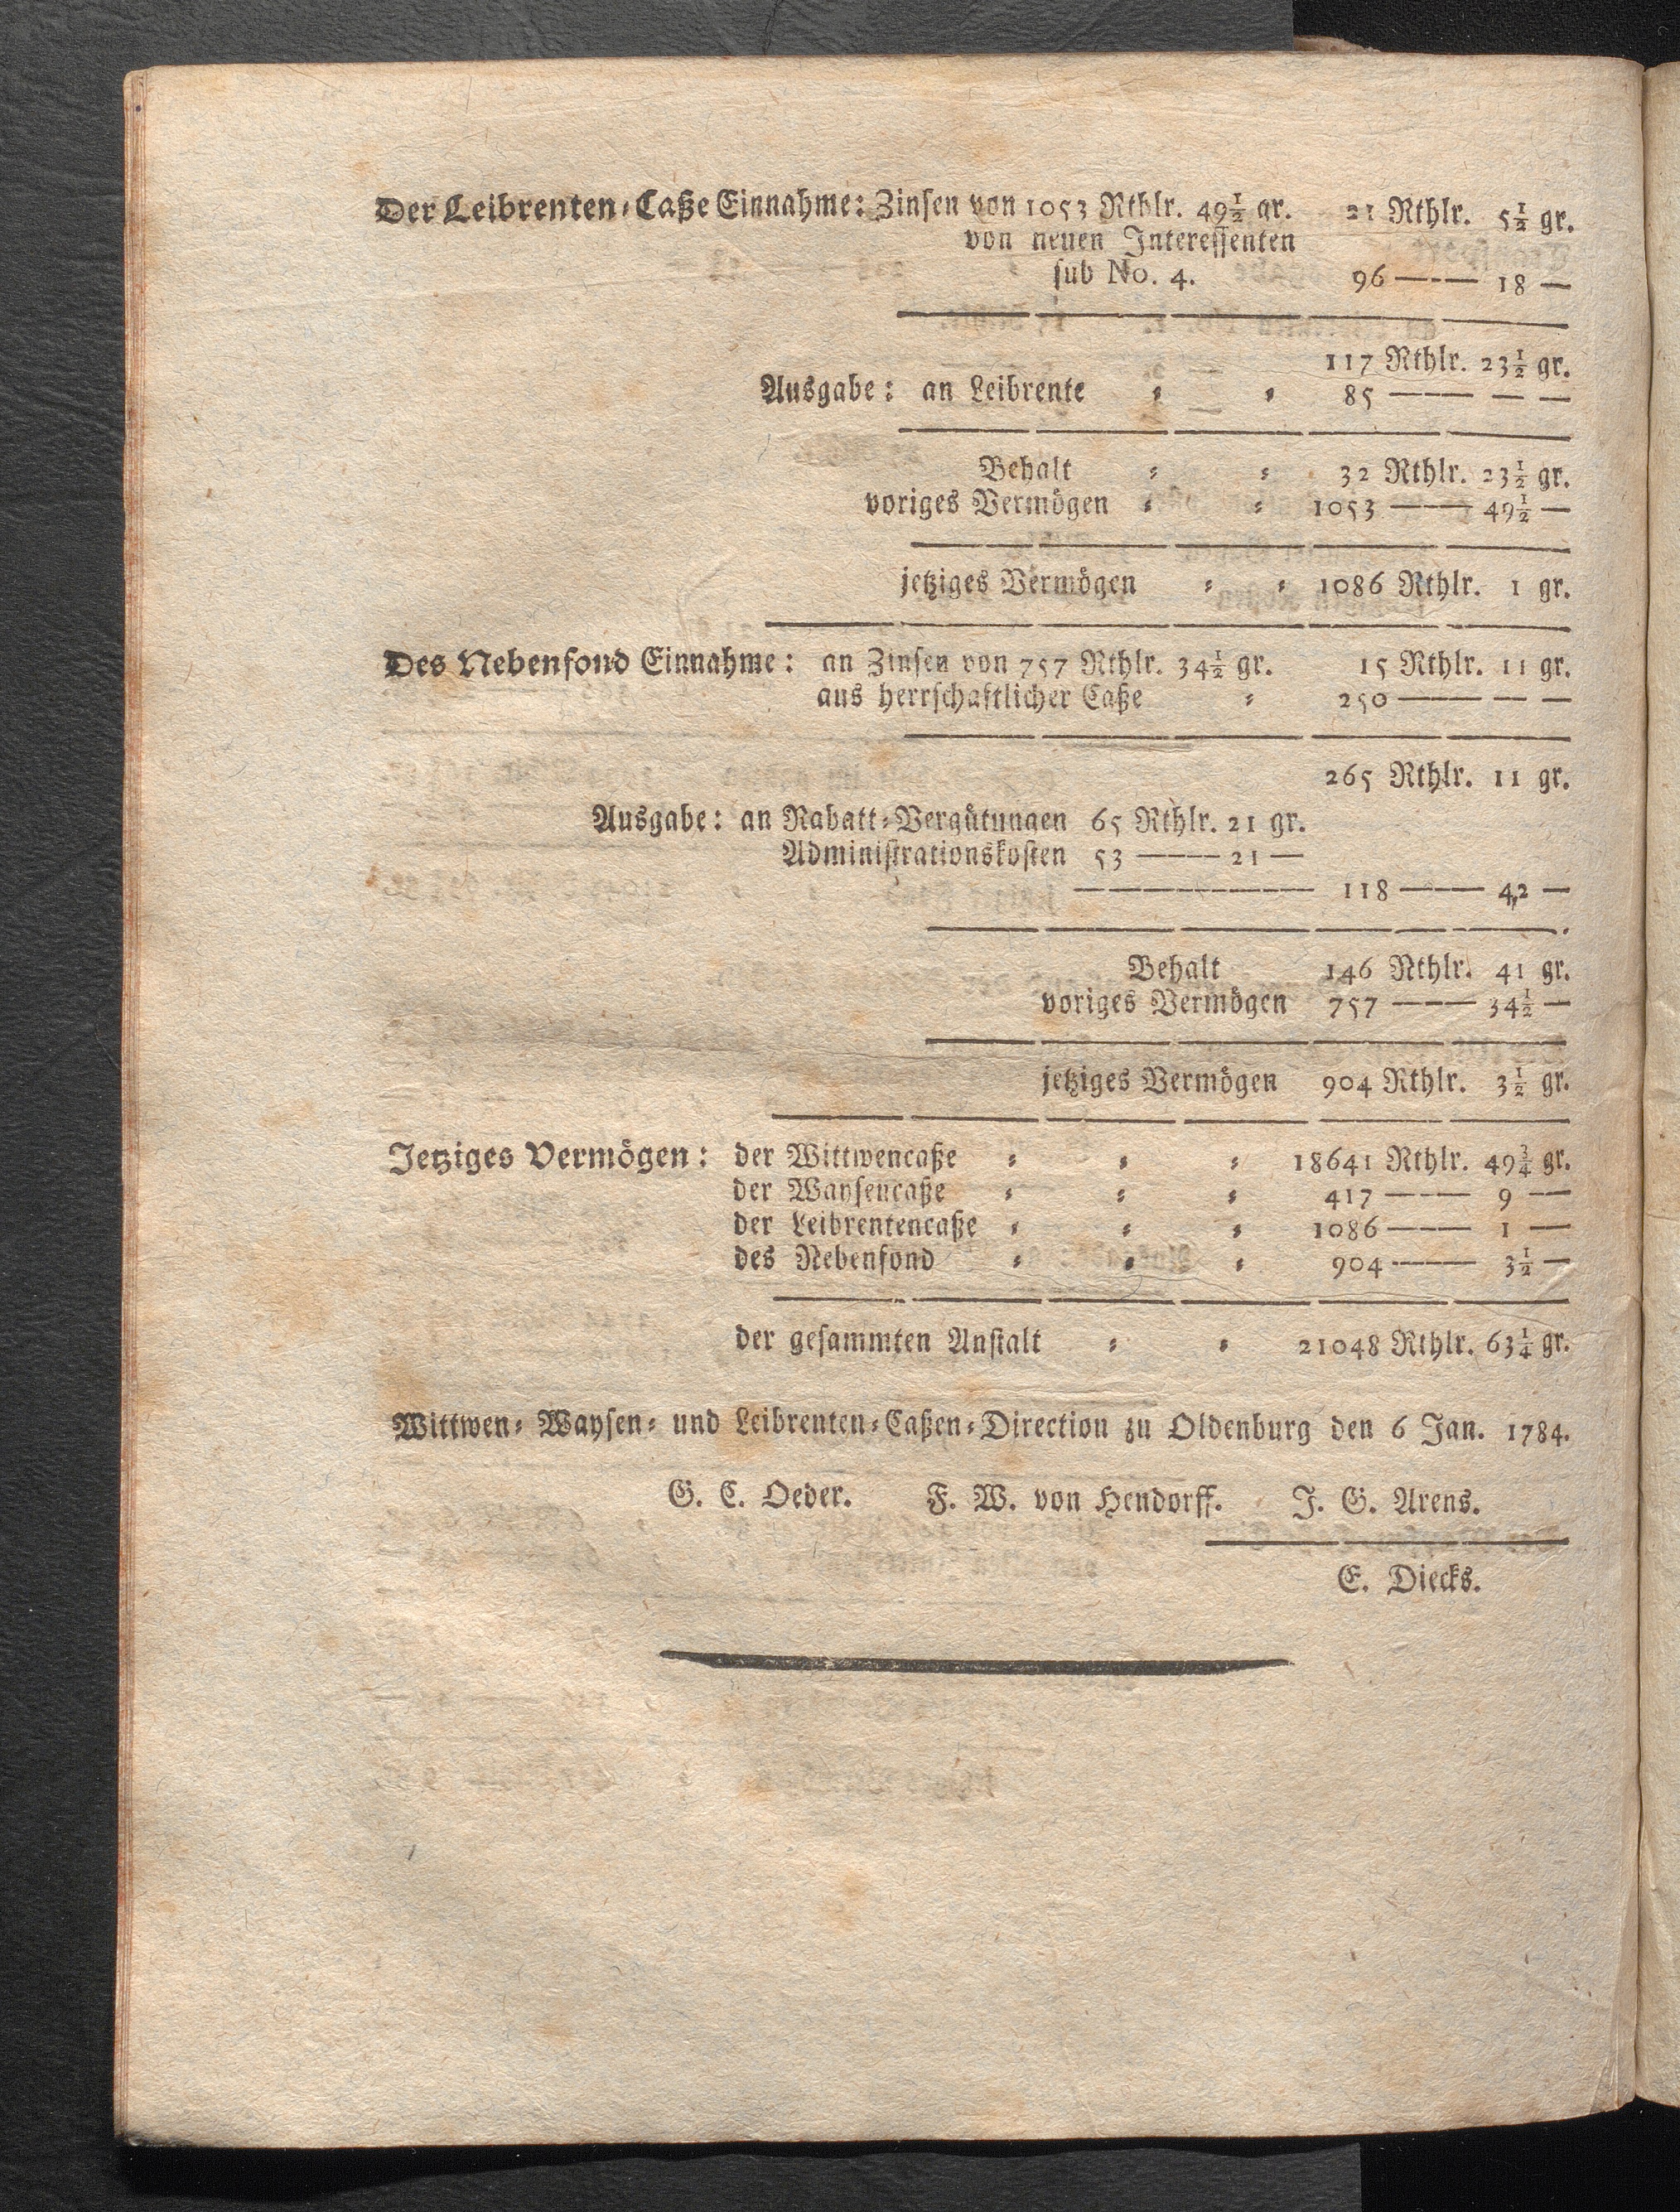 Der Leibrenten-Caße Einnahme: Zinsen von 1053 Rthlr. 49½ gr. 21 Rthlr. 5½ gr.
von neuen Interessenten
sub No. 4. 96 — 18 —
117 Rthlr. 23½ gr.
Ausgabe: an Leibrente = = 85 — — —
Behalt = = 32 Rthlr. 23½ gr.
voriges Vermögen = = 1053 — 49½ —
jetziges Vermögen = = 1086 Rthlr. 1 gr.
Des Nebenfond Einnahme: an Zinsen von 757 Rthlr. 34½ gr. 15 Rthlr. 11 gr.
aus herrschaftlicher Caße = 250 — — —
265 Rthlr. 11 gr.
Ausgabe: an Rabatt-Vergütungen 65 Rthlr. 21 gr.
Administrationskosten 53 — 21 —
118 — 42 —
Behalt 146 Rthlr. 41 gr.
voriges Vermögen 757 — 34½ —
jetziges Vermögen 904 Rthlr. 3½ gr.
Jetziges Vermögen: der Wittwencaße = = = 18641 Rthlr. 49¾ gr.
der Waysencaße = = = 417 — 9 —
der Leibrentencaße = = = 1086 — 1 —
des Nebenfond = = = 904 — 3½ —
der gesammten Anstalt = = 21048 Rthlr. 63¼ gr.
Wittwen- Waysen- und Leibrenten-Caßen-Direction zu Oldenburg den 6 Jan. 1784.
G. C. Oeder. F. W. von Hendorff. J. G. Arens.
E. Diecks.